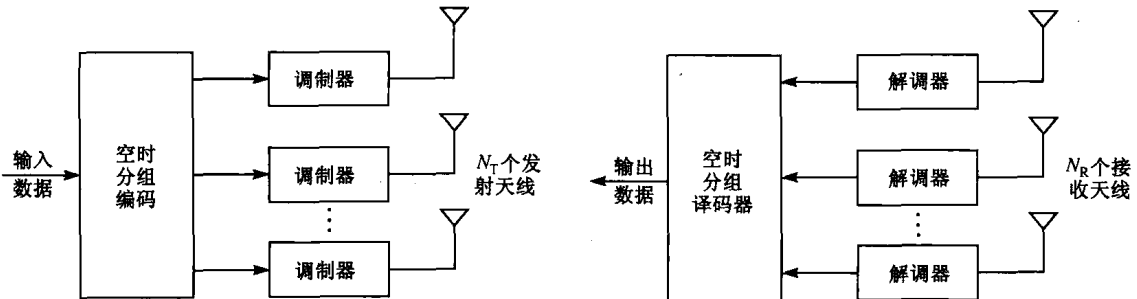 输入
数据
空时
分组
编码
调制器
调制器
⋮
调制器
N_T个发
射天线
输出
数据
空时
分组
译码器
解调器
解调器
⋮
解调器
N_R个接
收天线